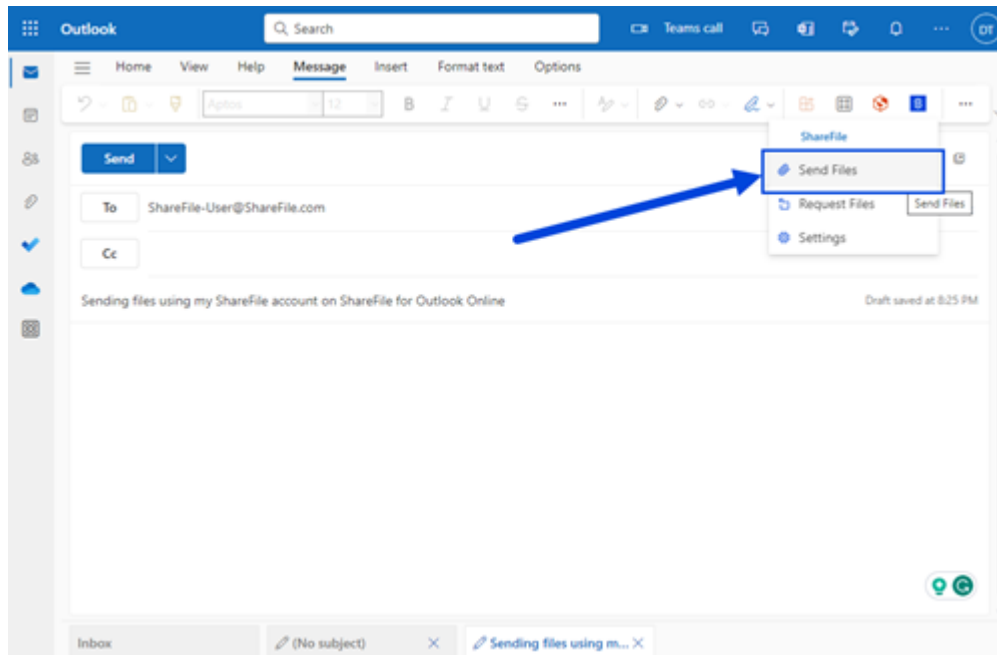 Outlook Search Teams call DT
Home View Help Message Insert Format text Options
Aptos 12 B I U S
ShareFile
Send
Send Files
To ShareFile-User@ShareFile.com
Request Files Send Files
Settings
Cc
Sending files using my ShareFile account on ShareFile for Outlook Online Draft saved at 8:25 PM
Inbox (No subject) Sending files using m...